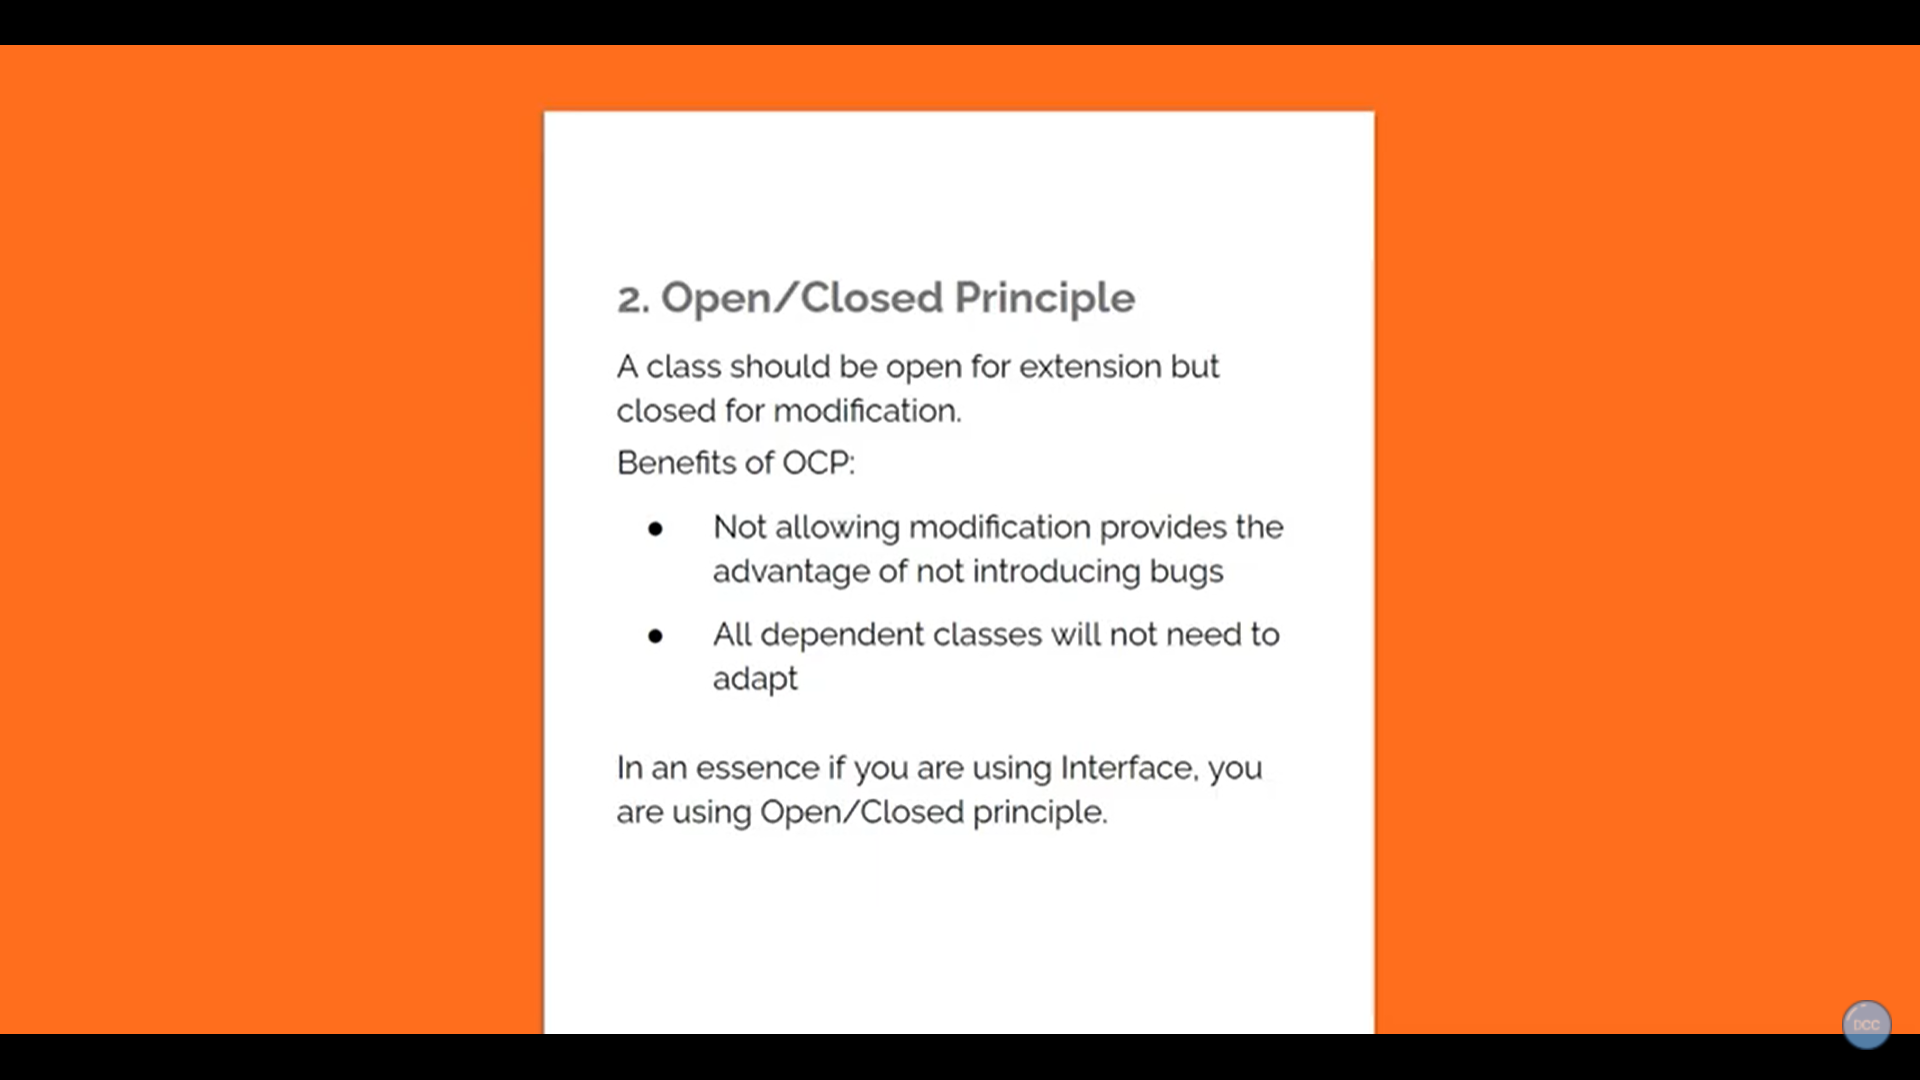 2. Open/Closed Principle
A class should be open for extension but
closed for modification.
Benefits of OCP:
● Not allowing modification provides the
advantage of not introducing bugs
● All dependent classes will not need to
adapt
In an essence if you are using Interface, you
are using Open/Closed principle.
DCC